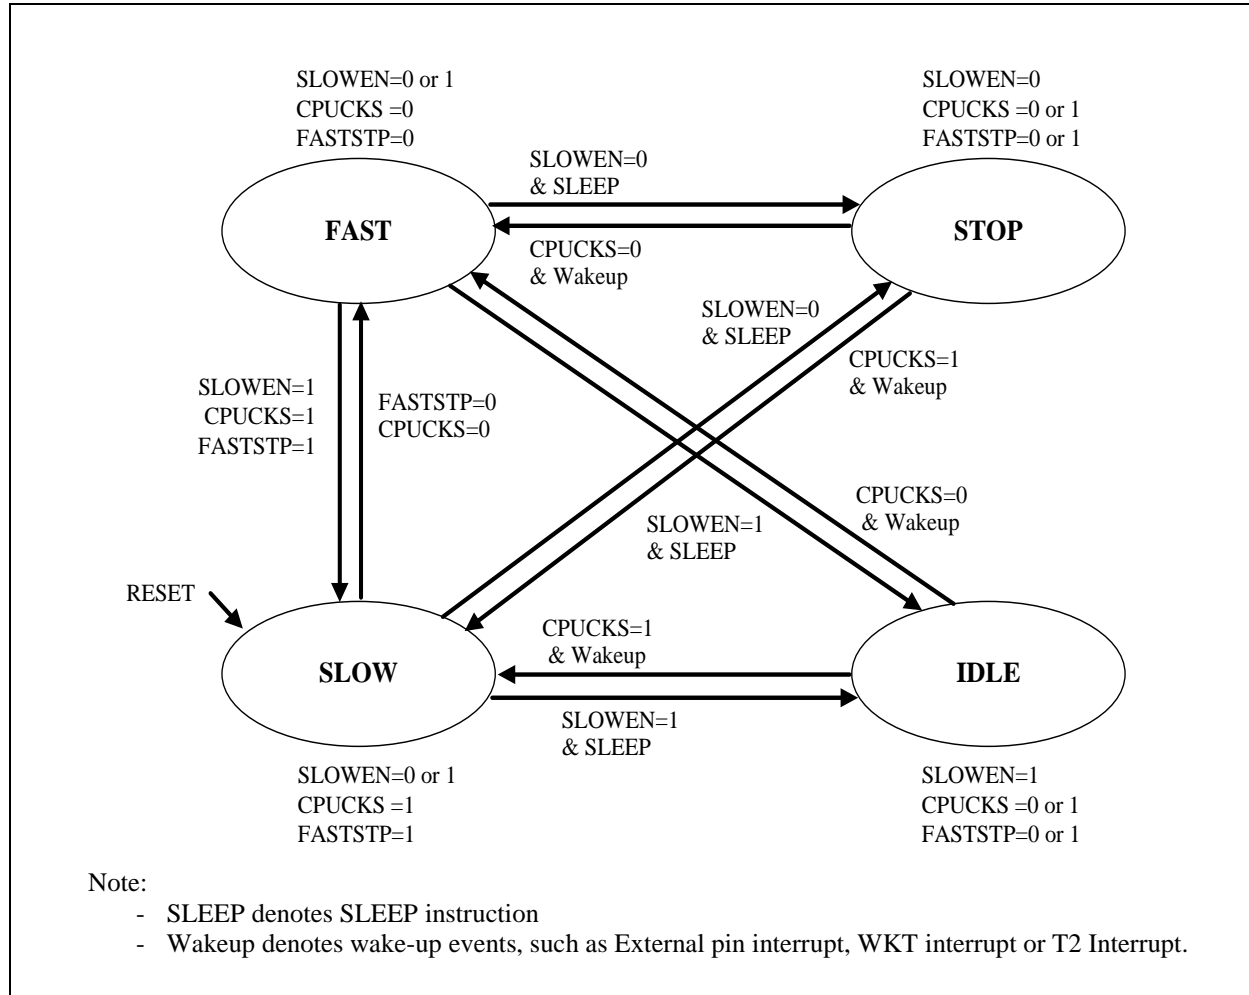 SLOWEN=0 or 1
CPUCKS =0
FASTSTP=0
SLOWEN=0
CPUCKS =0 or 1
FASTSTP=0 or 1
SLOWEN=0
& SLEEP
FAST
STOP
CPUCKS=0
& Wakeup
SLOWEN=0
& SLEEP
CPUCKS=1
& Wakeup
SLOWEN=1
CPUCKS=1
FASTSTP=1
FASTSTP=0
CPUCKS=0
CPUCKS=0
& Wakeup
SLOWEN=1
& SLEEP
RESET
CPUCKS=1
& Wakeup
SLOW
IDLE
SLOWEN=1
& SLEEP
SLOWEN=0 or 1
CPUCKS =1
FASTSTP=1
SLOWEN=1
CPUCKS =0 or 1
FASTSTP=0 or 1
Note:
- SLEEP denotes SLEEP instruction
- Wakeup denotes wake-up events, such as External pin interrupt, WKT interrupt or T2 Interrupt.